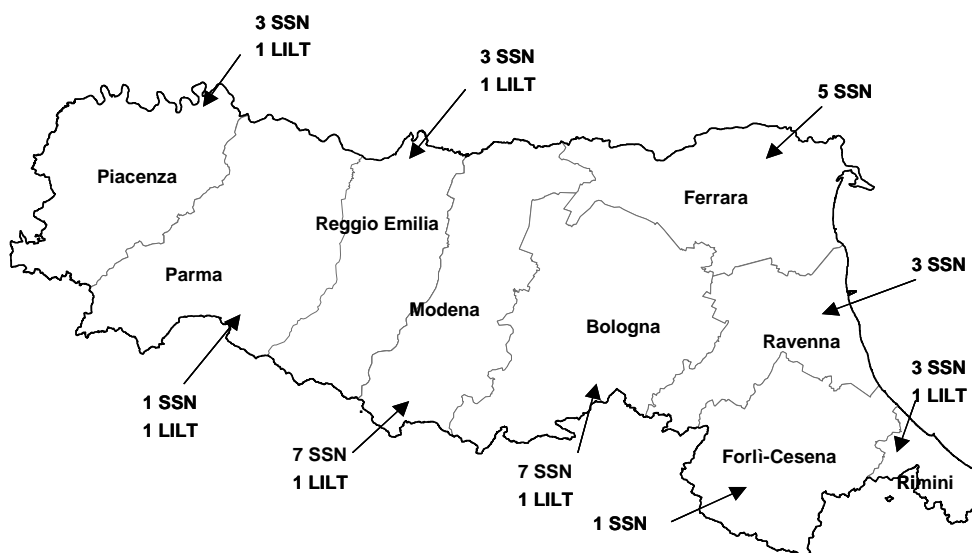 3 SSN
1 LILT
3 SSN
1 LILT
5 SSN
Piacenza
Ferrara
Reggio Emilia
Parma
3 SSN
Modena
Bologna
Ravenna
3 SSN
1 LILT
1 SSN
1 LILT
7 SSN
1 LILT
7 SSN
1 LILT
Forlì-Cesena
Rimini
1 SSN